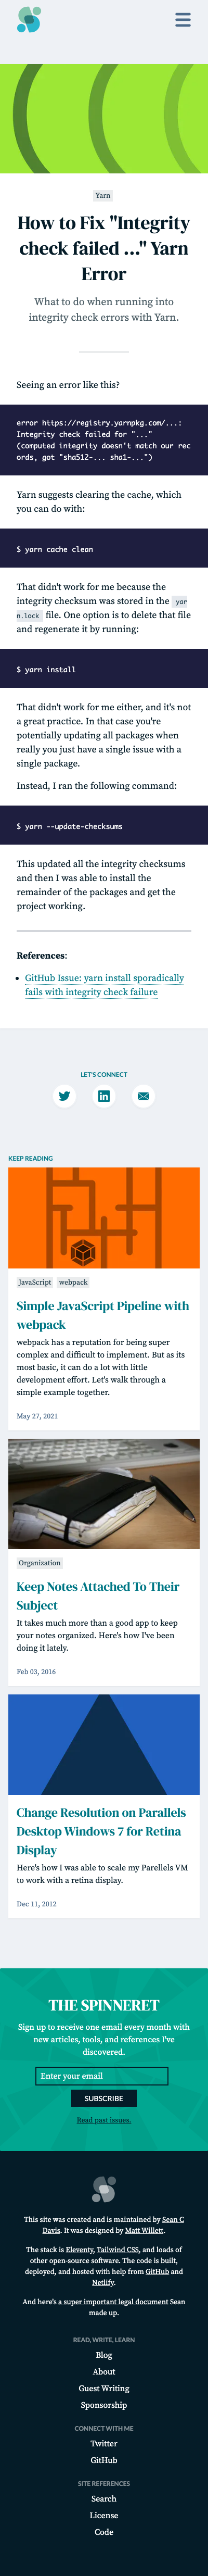 Yarn
How to Fix "Integrity
check failed ..." Yarn
Error
What to do when running into
integrity check errors with Yarn.
Seeing an error like this?
error https://registry.yarnpkg.com/...:
Integrity check failed for "..."
(computed integrity doesn't match our rec
ords, got "sha512-... sha1-...")
Yarn suggests clearing the cache, which
you can do with:
$ yarn cache clean
That didn't work for me because the
integrity checksum was stored in the yar
n.lock file. One option is to delete that file
and regenerate it by running:
$ yarn install
That didn't work for me either, and it's not
a great practice. In that case you're
potentially updating all packages when
really you just have a single issue with a
single package.
Instead, I ran the following command:
$ yarn --update-checksums
This updated all the integrity checksums
and then I was able to install the
remainder of the packages and get the
project working.
References:
GitHub Issue: yarn install sporadically
fails with integrity check failure
LET'S CONNECT
KEEP READING
JavaScript webpack
Simple JavaScript Pipeline with
webpack
webpack has a reputation for being super
complex and difficult to implement. But as its
most basic, it can do a lot with little
development effort. Let's walk through a
simple example together.
May 27, 2021
Organization
Keep Notes Attached To Their
Subject
It takes much more than a good app to keep
your notes organized. Here's how I've been
doing it lately.
Feb 03, 2016
Change Resolution on Parallels
Desktop Windows 7 for Retina
Display
Here's how I was able to scale my Parellels VM
to work with a retina display.
Dec 11, 2012
THE SPINNERET
Sign up to receive one email every month with
new articles, tools, and references I've
discovered.
Enter your email
SUBSCRIBE
Read past issues.
This site was created and is maintained by Sean C
Davis. It was designed by Matt Willett.
The stack is Eleventy, Tailwind CSS, and loads of
other open-source software. The code is built,
deployed, and hosted with help from GitHub and
Netlify.
And here's a super important legal document Sean
made up.
READ, WRITE, LEARN
Blog
About
Guest Writing
Sponsorship
CONNECT WITH ME
Twitter
GitHub
SITE REFERENCES
Search
License
Code